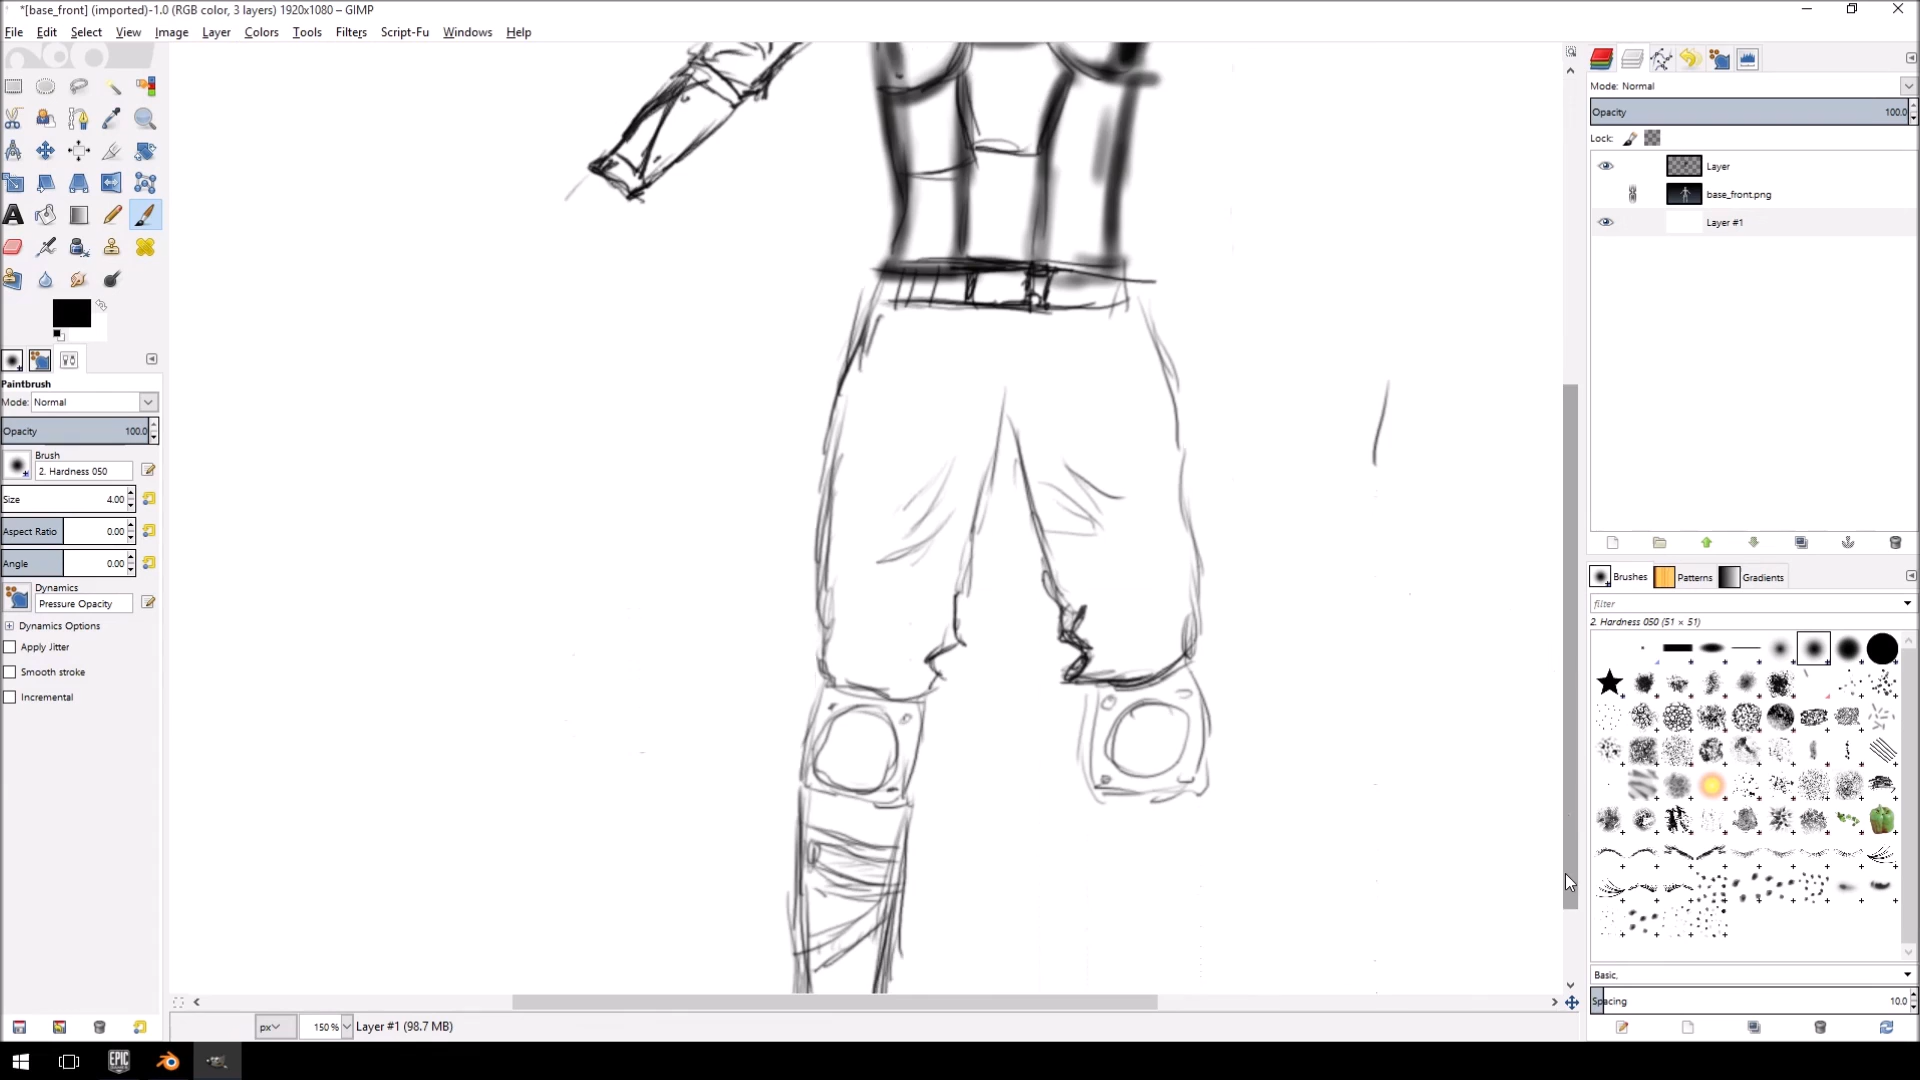 *[base_front] (imported)-1.0 (RGB color, 3 layers) 1920x1080 – GIMP
File Edit Select View Image Layer Colors Tools Filters Script-Fu Windows Help
Paintbrush
Mode: Normal
Opacity 100.0
Brush
2. Hardness 050
Size 4.00
Aspect Ratio 0.00
Angle 0.00
Dynamics
Pressure Opacity
Dynamics Options
Apply Jitter
Smooth stroke
Incremental
px 150 % Layer #1 (98.7 MB)
Mode: Normal
Opacity 100.0
Lock:
Layer
base_front.png
Layer #1
Brushes Patterns Gradients
filter
2. Hardness 050 (51 × 51)
Basic,
Spacing 10.0
EPIC